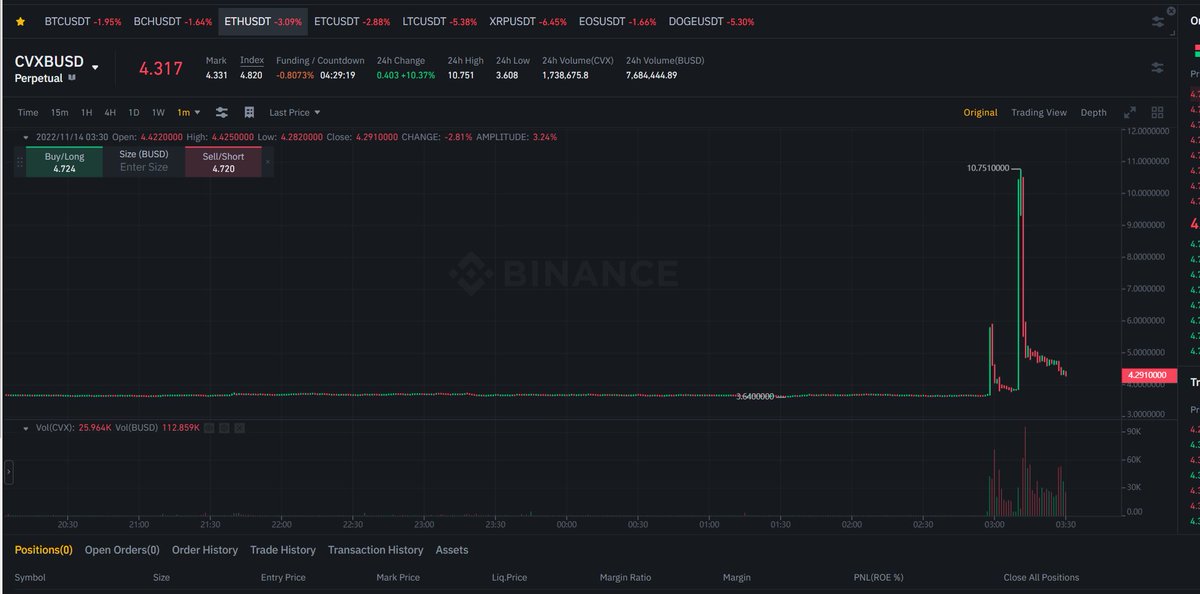 BTCUSDT -1.95% BCHUSDT -1.64% ETHUSDT -3.09% ETCUSDT -2.88% LTCUSDT -5.38% XRPUSDT -6.45% EOSUSDT -1.66% DOGEUSDT -5.30%
CVXBUSD
Perpetual
4.317
Mark Index Funding / Countdown 24h Change 24h High 24h Low 24h Volume(CVX) 24h Volume(BUSD)
4.331 4.820 -0.8073% 04:29:19 0.403 +10.37% 10.751 3.608 1,738,675.8 7,684,444.89
Time 15m 1H 4H 1D 1W 1m Last Price Original Trading View Depth
2022/11/14 03:30 Open: 4.4220000 High: 4.4250000 Low: 4.2820000 Close: 4.2910000 CHANGE: -2.81% AMPLITUDE: 3.24%
Buy/Long Size (BUSD) Sell/Short
4.724 Enter Size 4.720
12.0000000
11.0000000
10.7510000
10.0000000
9.0000000
8.0000000
BINANCE
7.0000000
6.0000000
5.0000000
4.2910000
4.0000000
3.6400000
3.0000000
Vol(CVX): 25.964K Vol(BUSD) 112.859K
90K
60K
30K
0.00
20:30 21:00 21:30 22:00 22:30 23:00 23:30 00:00 00:30 01:00 01:30 02:00 02:30 03:00 03:30
Positions(0) Open Orders(0) Order History Trade History Transaction History Assets
Symbol Size Entry Price Mark Price Liq.Price Margin Ratio Margin PNL(ROE %) Close All Positions